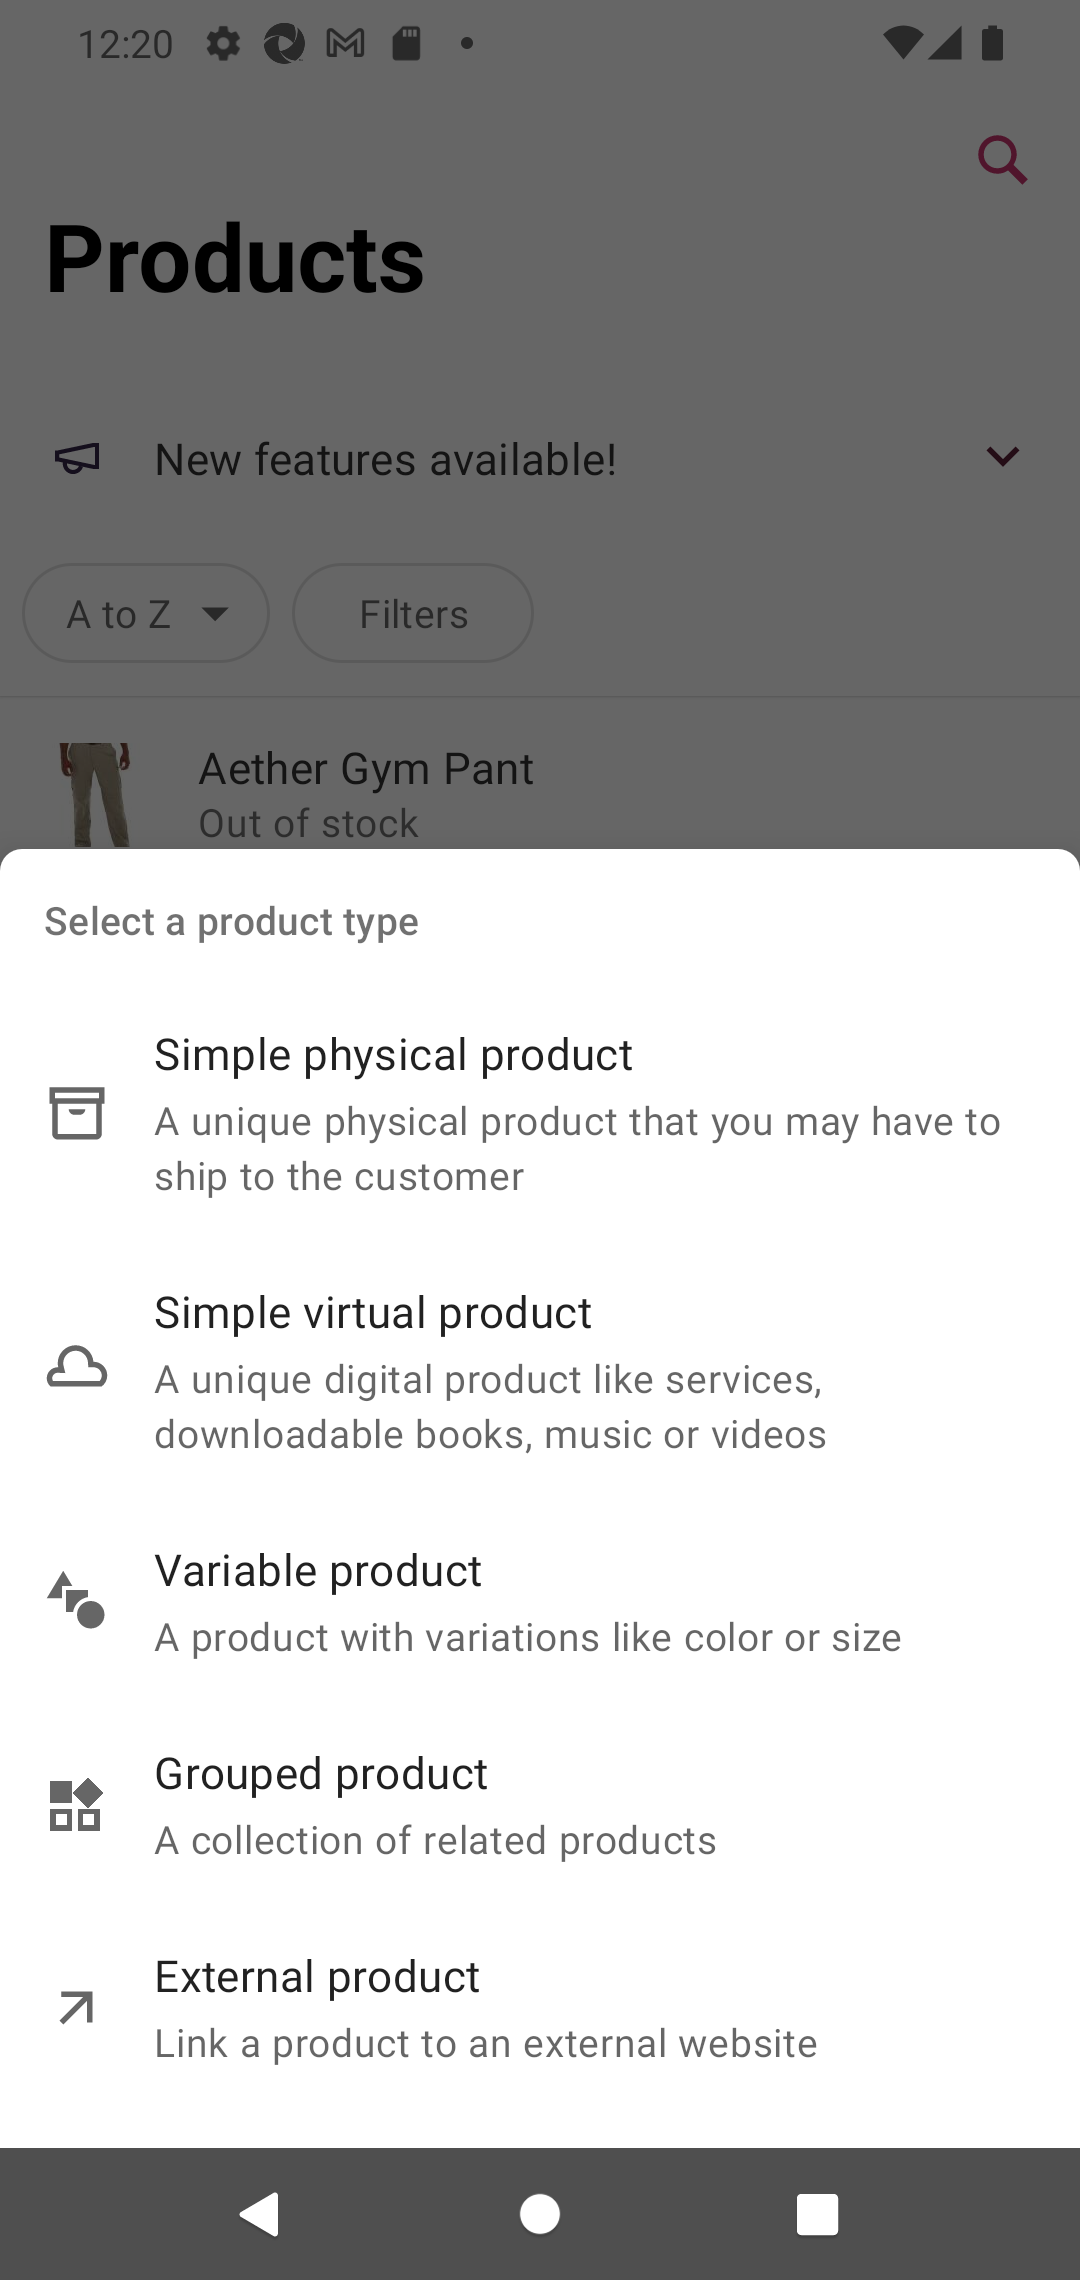 12:20
Products
New features available!
A to Z
Filters
Aether Gym Pant
Out of stock
Select a product type
Simple physical product
A unique physical product that you may have to
ship to the customer
Simple virtual product
A unique digital product like services,
downloadable books, music or videos
Variable product
A product with variations like color or size
Grouped product
A collection of related products
External product
Link a product to an external website